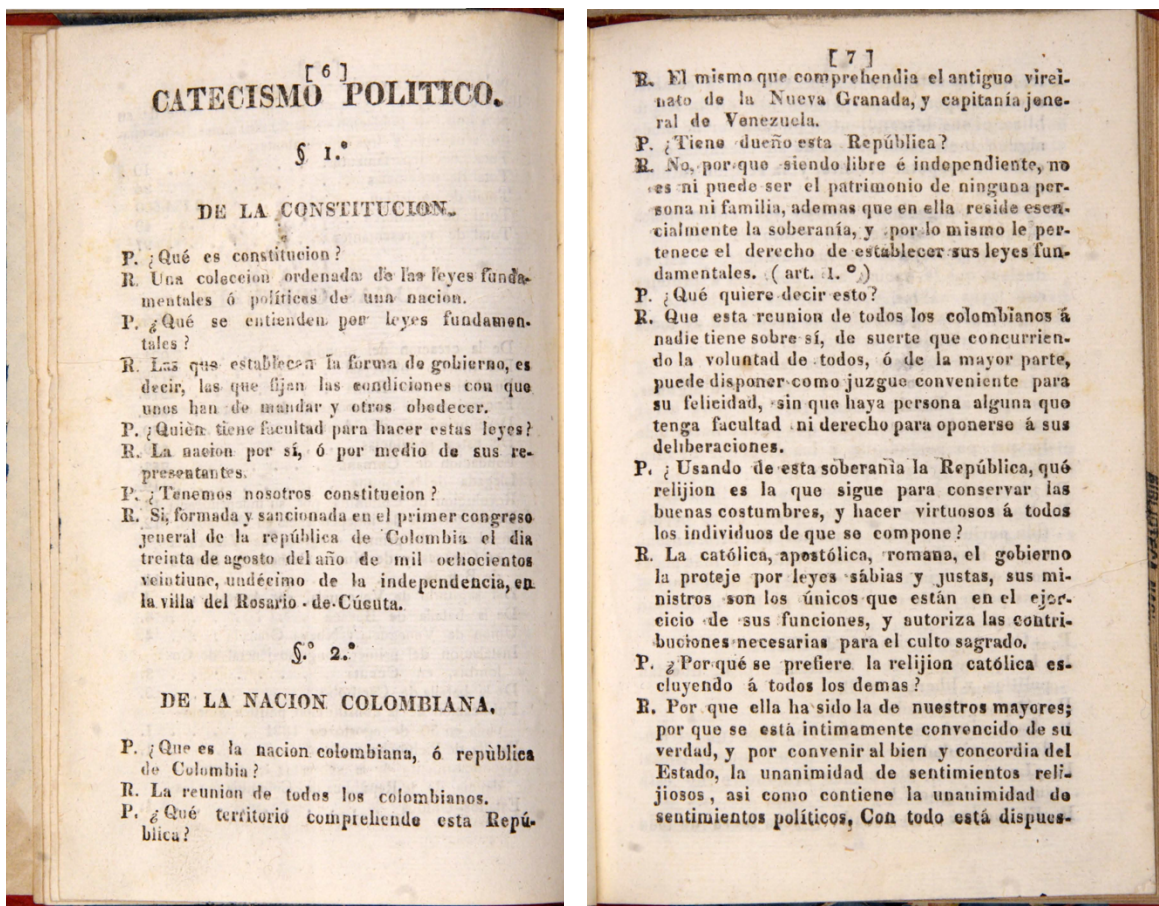 [ 6 ]
CATECISMO POLITICO.
§ 1.º
DE LA CONSTITUCION.
P. ¿Qué es constitucion?
R. Una coleccion ordenada de las leyes funda-
mentales ó políticas de una nacion.
P. ¿Qué se entienden por leyes fundamen-
tales?
R. Las que establecen la forma de gobierno, es
decir, las que fijan las condiciones con que
unos han de mandar y otros obedecer.
P. ¿Quièn tiene facultad para hacer estas leyes?
R. La nacion por sí, ó por medio de sus re-
presentantes.
P. ¿Tenemos nosotros constitucion?
R. Si, formada y sancionada en el primer congreso
jeneral de la república de Colombia el dia
treinta de agosto del año de mil ochocientos
veintiuno, undécimo de la independencia, en
la villa del Rosario - de-Cúcuta.
§.º 2.º
DE LA NACION COLOMBIANA.
P. ¿Que es la nacion colombiana, ó repùblica
de Colombia?
R. La reunion de todos los colombianos.
P. ¿Qué territorio comprehende esta Repú-
blica?
[ 7 ]
R. El mismo que comprehendia el antiguo virei-
nato de la Nueva Granada, y capitanía jene-
ral de Venezuela.
P. ¿Tiene dueño esta República?
R. No, por que siendo libre é independiente, no
es ni puede ser el patrimonio de ninguna per-
sona ni familia, ademas que en ella reside esen-
cialmente la soberanía, y por lo mismo le per-
tenece el derecho de establecer sus leyes fun-
damentales. ( art. 1. º )
P. ¿Qué quiere decir esto?
R. Que esta reunion de todos los colombianos á
nadie tiene sobre sí, de suerte que concurrien-
do la voluntad de todos, ó de la mayor parte,
puede disponer como juzgue conveniente para
su felicidad, sin que haya persona alguna que
tenga facultad ni derecho para oponerse á sus
deliberaciones.
P. ¿Usando de esta soberanìa la República, qué
relijion es la que sigue para conservar las
buenas costumbres, y hacer virtuosos á todos
los individuos de que se compone?
R. La católica, apostólica, romana, el gobierno
la proteje por leyes sábias y justas, sus mi-
nistros son los únicos que están en el ejer-
cicio de sus funciones, y autoriza las contri-
buciones necesarias para el culto sagrado.
P. ¿Por qué se prefiere la relijion católica es-
cluyendo á todos los demas?
R. Por que ella ha sido la de nuestros mayores;
por que se está intimamente convencido de su
verdad, y por convenir al bien y concordia del
Estado, la unanimidad de sentimientos reli-
jiosos, asi como contiene la unanimidad de
sentimientos políticos, Con todo está dispues-